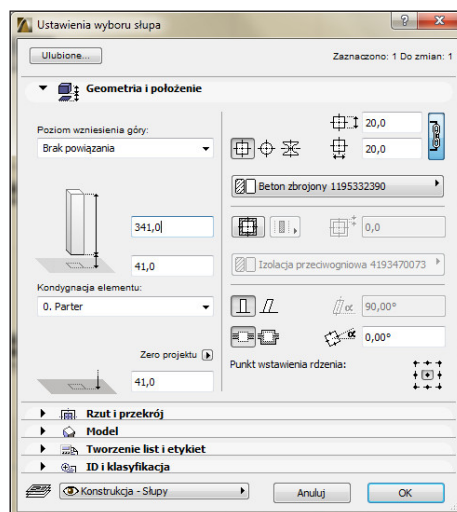 Ustawienia wyboru słupa
Ulubione...
Zaznaczono: 1 Do zmian: 1
Geometria i położenie
Poziom wzniesienia góry:
Brak powiązania
341,0
41,0
Kondygnacja elementu:
0. Parter
Zero projektu
41,0
20,0
20,0
Beton zbrojony 1195332390
0,0
Izolacja przeciwogniowa 4193470073
α 90,00°
α 0,00°
Punkt wstawienia rdzenia:
Rzut i przekrój
Model
Tworzenie list i etykiet
ID i klasyfikacja
Konstrukcja - Słupy
Anuluj
OK